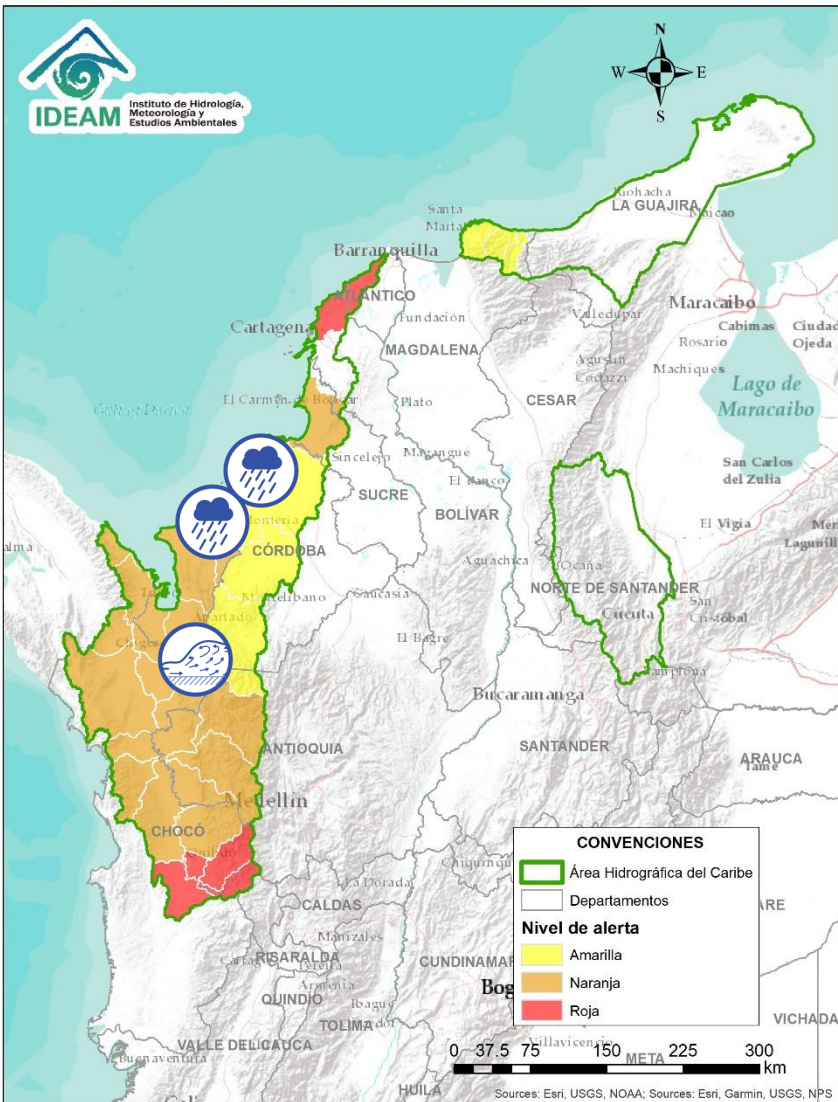 IDEAM
Instituto de Hidrología,
Meteorología y
Estudios Ambientales
N
W
E
S
Riohacha
LA GUAJIRA
Maicao
Santa
Marta
Barranquilla
ATLÁNTICO
Maracaibo
Cartagena
Fundación
Valledupar
Cabimas
Ciudad
Ojeda
Rosario
MAGDALENA
Machiques
Agustín
Codazzi
CESAR
Lago de
Maracaibo
El Carmen de Bolívar
Plato
Sincelejo
Magangué
San Carlos
del Zulia
SUCRE
El Banco
BOLÍVAR
El Vigía
CÓRDOBA
Aguachica
Ocaña
NORTE DE SANTANDER
Montelíbano
Caucasia
Apartadó
Cúcuta
San
Cristóbal
El Bagre
Pamplona
Bucaramanga
ANTIOQUIA
SANTANDER
ARAUCA
Tame
Medellín
CHOCÓ
Quibdó
CONVENCIONES
Área Hidrográfica del Caribe
Departamentos
Nivel de alerta
Amarilla
Naranja
Roja
La Dorada
CALDAS
Manizales
RISARALDA
Pereira
Armenia
QUINDÍO
Ibagué
TOLIMA
VICHADA
VALLE DEL CAUCA
Buenaventura
Villavicencio
META
HUILA
0 37.5 75 150 225 300
km
Sources: Esri, USGS, NOAA; Sources: Esri, Garmin, USGS, NPS